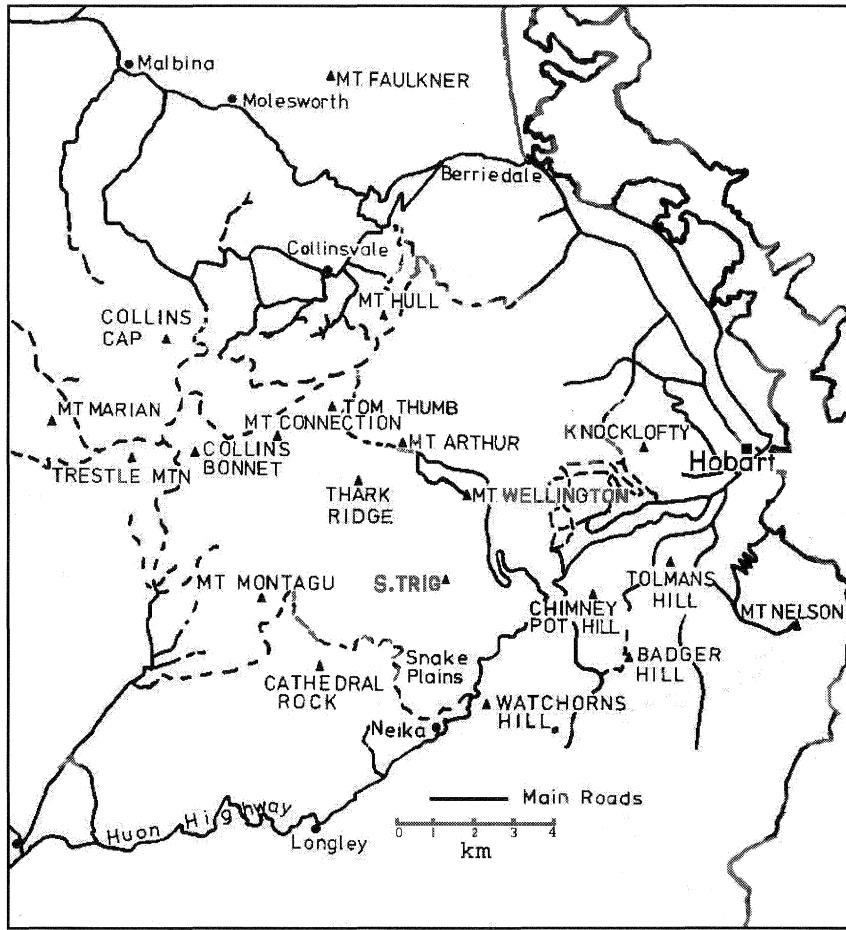 Malbina
MT. FAULKNER
Molesworth
Berriedale
Collinsvale
MT HULL
COLLINS
CAP
MT MARIAN
TOM THUMB
MT CONNECTION
MT ARTHUR
KNOCKLOFTY
Hobart
COLLINS
BONNET
TRESTLE MTN
THARK
RIDGE
MT WELLINGTON
MT MONTAGU
S.TRIG
CHIMNEY
POT HILL
TOLMANS
HILL
MT NELSON
Snake
Plains
CATHEDRAL
ROCK
BADGER
HILL
WATCHORNS
HILL
Neika
Main Roads
Huon Highway
Longley
0 1 2 3 4
km